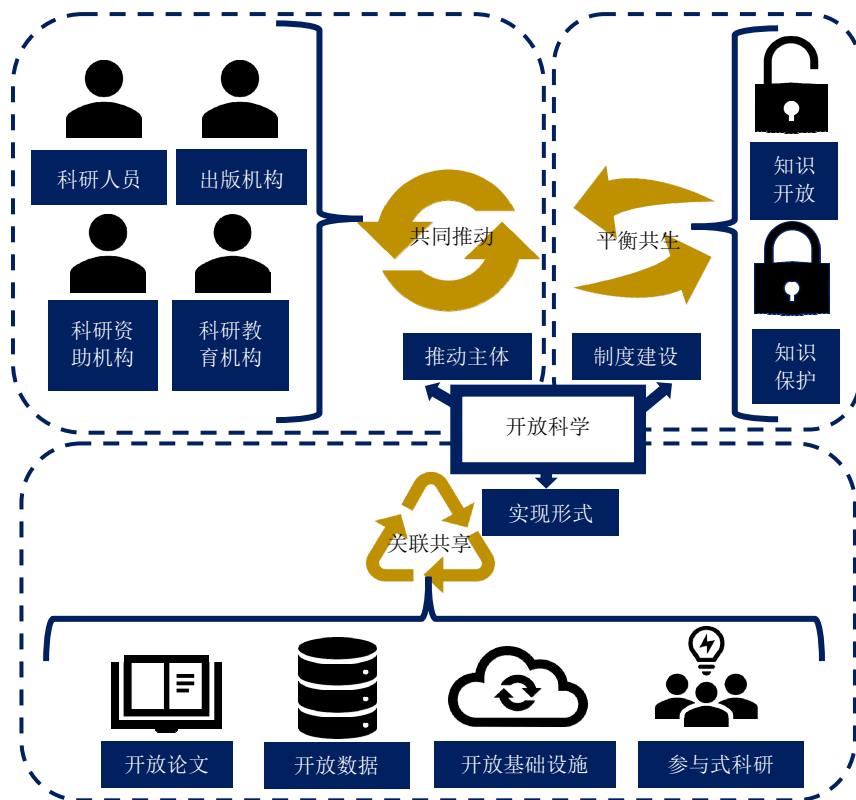 科研人员
出版机构
科研资
助机构
科研教
育机构
共同推动
推动主体
平衡共生
制度建设
知识
开放
知识
保护
开放科学
实现形式
关联共享
开放论文
开放数据
开放基础设施
参与式科研